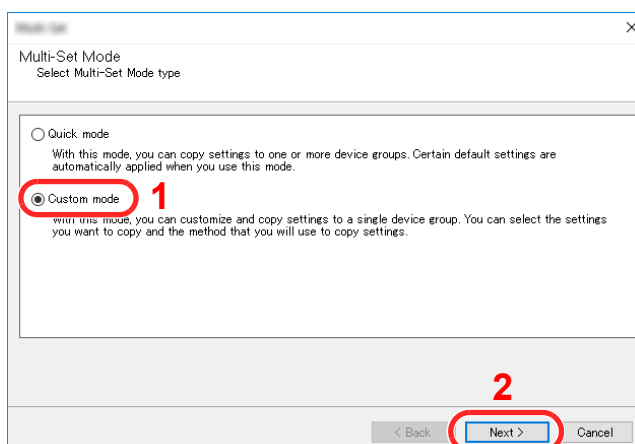 Multi-Set Mode
Select Multi-Set Mode type
Quick mode
With this mode, you can copy settings to one or more device groups. Certain default settings are
automatically applied when you use this mode.
Custom mode
1
With this mode, you can customize and copy settings to a single device group. You can select the settings
you want to copy and the method that you will use to copy settings.
2
< Back
Next >
Cancel